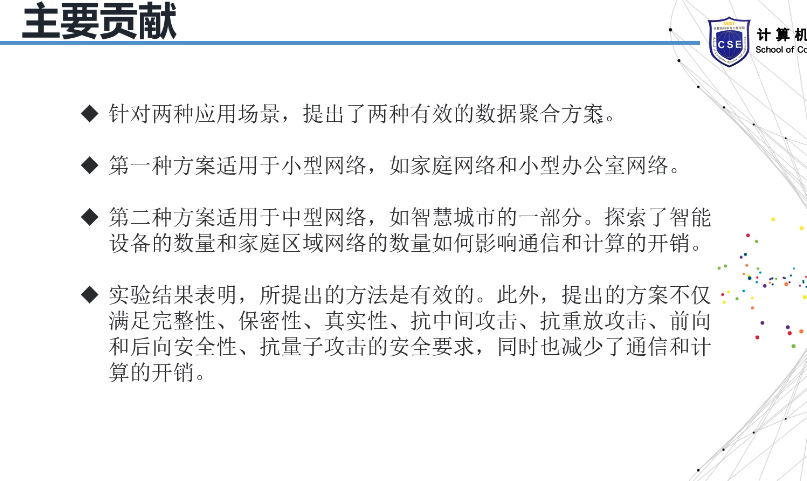 主要贡献
CSE
计算机
School of Co
◆ 针对两种应用场景，提出了两种有效的数据聚合方案。
◆ 第一种方案适用于小型网络，如家庭网络和小型办公室网络。
◆ 第二种方案适用于中型网络，如智慧城市的一部分。探索了智能
设备的数量和家庭区域网络的数量如何影响通信和计算的开销。
◆ 实验结果表明，所提出的方法是有效的。此外，提出的方案不仅
满足完整性、保密性、真实性、抗中间攻击、抗重放攻击、前向
和后向安全性、抗量子攻击的安全要求，同时也减少了通信和计
算的开销。